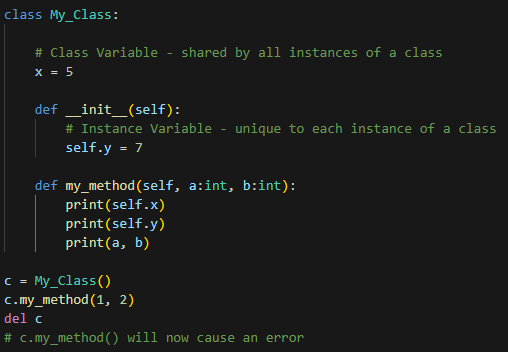 class My_Class:
    # Class Variable - shared by all instances of a class
    x = 5
    def __init__(self):
        # Instance Variable - unique to each instance of a class
        self.y = 7
    def my_method(self, a:int, b:int):
        print(self.x)
        print(self.y)
        print(a, b)
c = My_Class()
c.my_method(1, 2)
del c
# c.my_method() will now cause an error